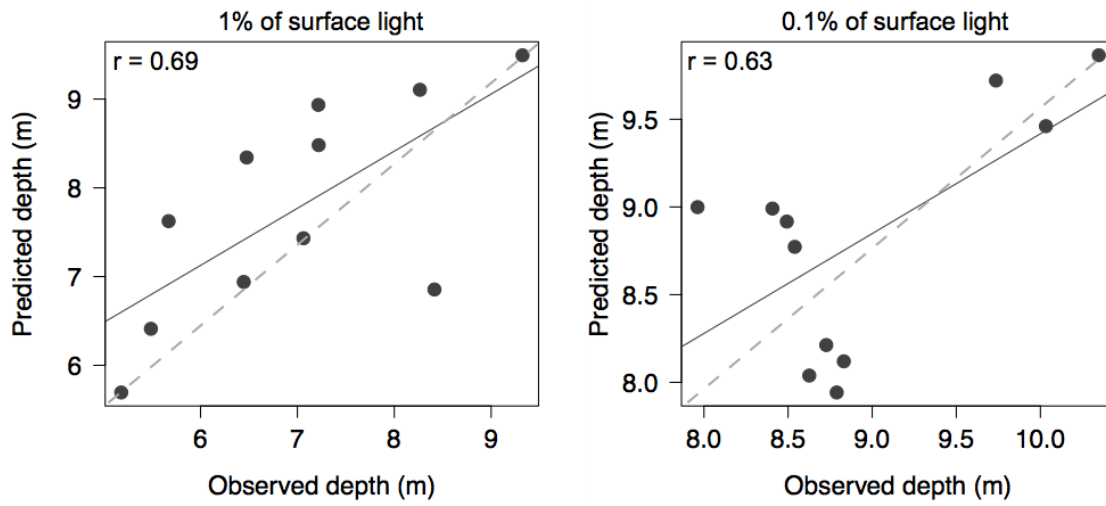 1% of surface light
r = 0.69
Predicted depth (m)
9
8
7
6
6 7 8 9
Observed depth (m)
0.1% of surface light
r = 0.63
Predicted depth (m)
9.5
9.0
8.5
8.0
8.0 8.5 9.0 9.5 10.0
Observed depth (m)